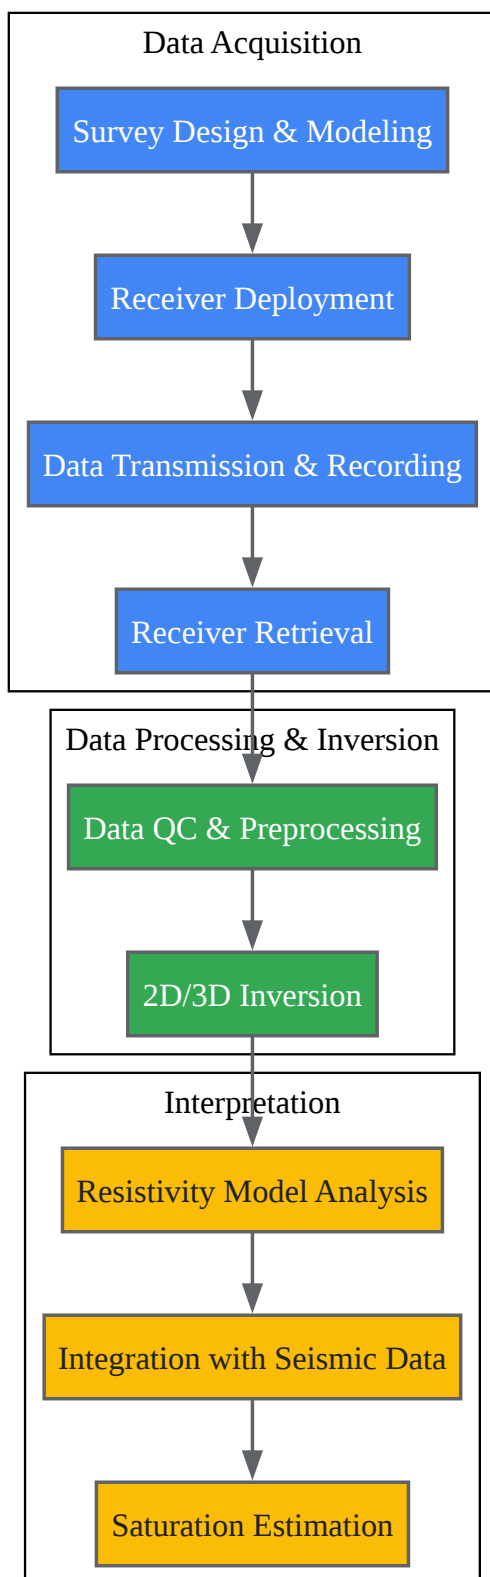 Data Acquisition
Survey Design & Modeling
Receiver Deployment
Data Transmission & Recording
Receiver Retrieval
Data Processing & Inversion
Data QC & Preprocessing
2D/3D Inversion
Interpretation
Resistivity Model Analysis
Integration with Seismic Data
Saturation Estimation